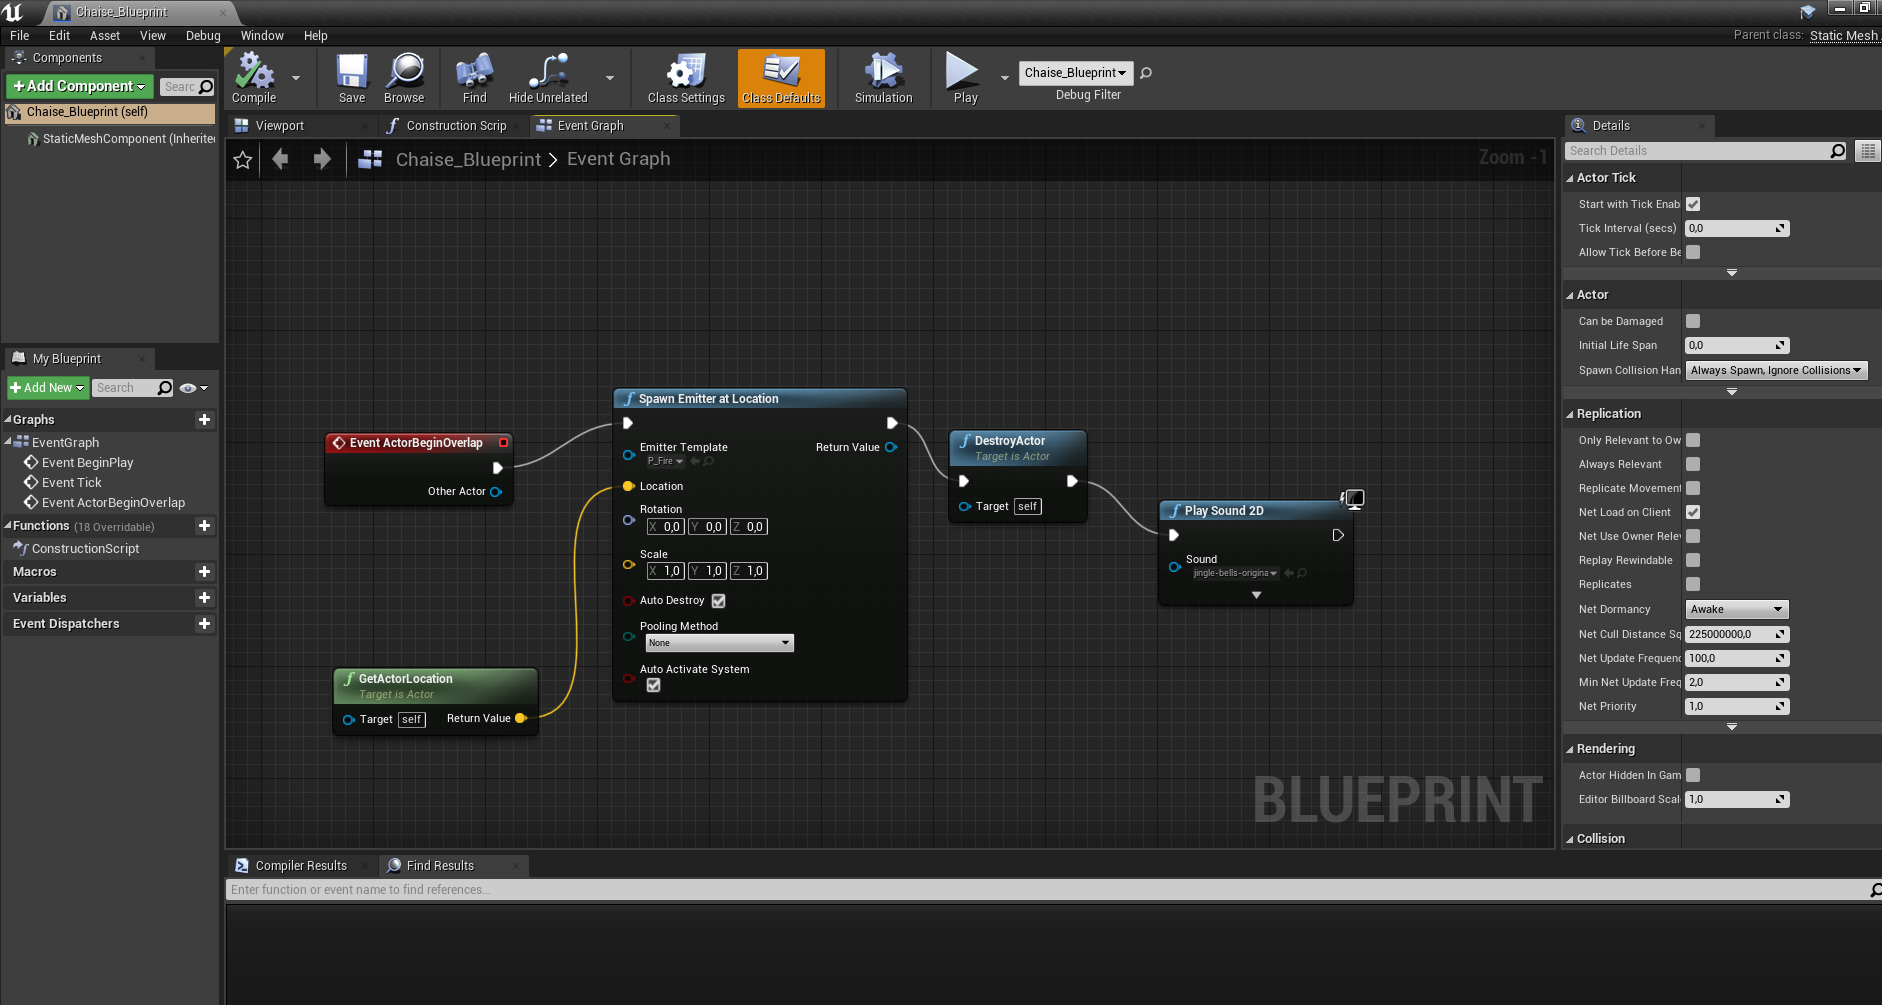 Chaise_Blueprint
File Edit Asset View Debug Window Help
Parent class: Static Mesh
Components
+Add Component
Searc
Chaise_Blueprint (self)
StaticMeshComponent (Inherite
Compile
Save
Browse
Find
Hide Unrelated
Class Settings
Class Defaults
Simulation
Play
Chaise_Blueprint
Debug Filter
Viewport
Construction Scrip
Event Graph
Chaise_Blueprint > Event Graph
Zoom -1
My Blueprint
+Add New
Search
Graphs
EventGraph
Event BeginPlay
Event Tick
Event ActorBeginOverlap
Functions (18 Overridable)
ConstructionScript
Macros
Variables
Event Dispatchers
Event ActorBeginOverlap
Other Actor
GetActorLocation
Target is Actor
Target self
Return Value
Spawn Emitter at Location
Emitter Template
P_Fire
Return Value
Location
Rotation
X 0,0 Y 0,0 Z 0,0
Scale
X 1,0 Y 1,0 Z 1,0
Auto Destroy
Pooling Method
None
Auto Activate System
DestroyActor
Target is Actor
Target self
Play Sound 2D
Sound
jingle-bells-origina
BLUEPRINT
Details
Search Details
Actor Tick
Start with Tick Enab
Tick Interval (secs) 0,0
Allow Tick Before Be
Actor
Can be Damaged
Initial Life Span 0,0
Spawn Collision Han Always Spawn, Ignore Collisions
Replication
Only Relevant to Ow
Always Relevant
Replicate Movement
Net Load on Client
Net Use Owner Rele
Replay Rewindable
Replicates
Net Dormancy Awake
Net Cull Distance Sq 225000000,0
Net Update Frequenc 100,0
Min Net Update Freq 2,0
Net Priority 1,0
Rendering
Actor Hidden In Gam
Editor Billboard Scal 1,0
Collision
Compiler Results
Find Results
Enter function or event name to find references...